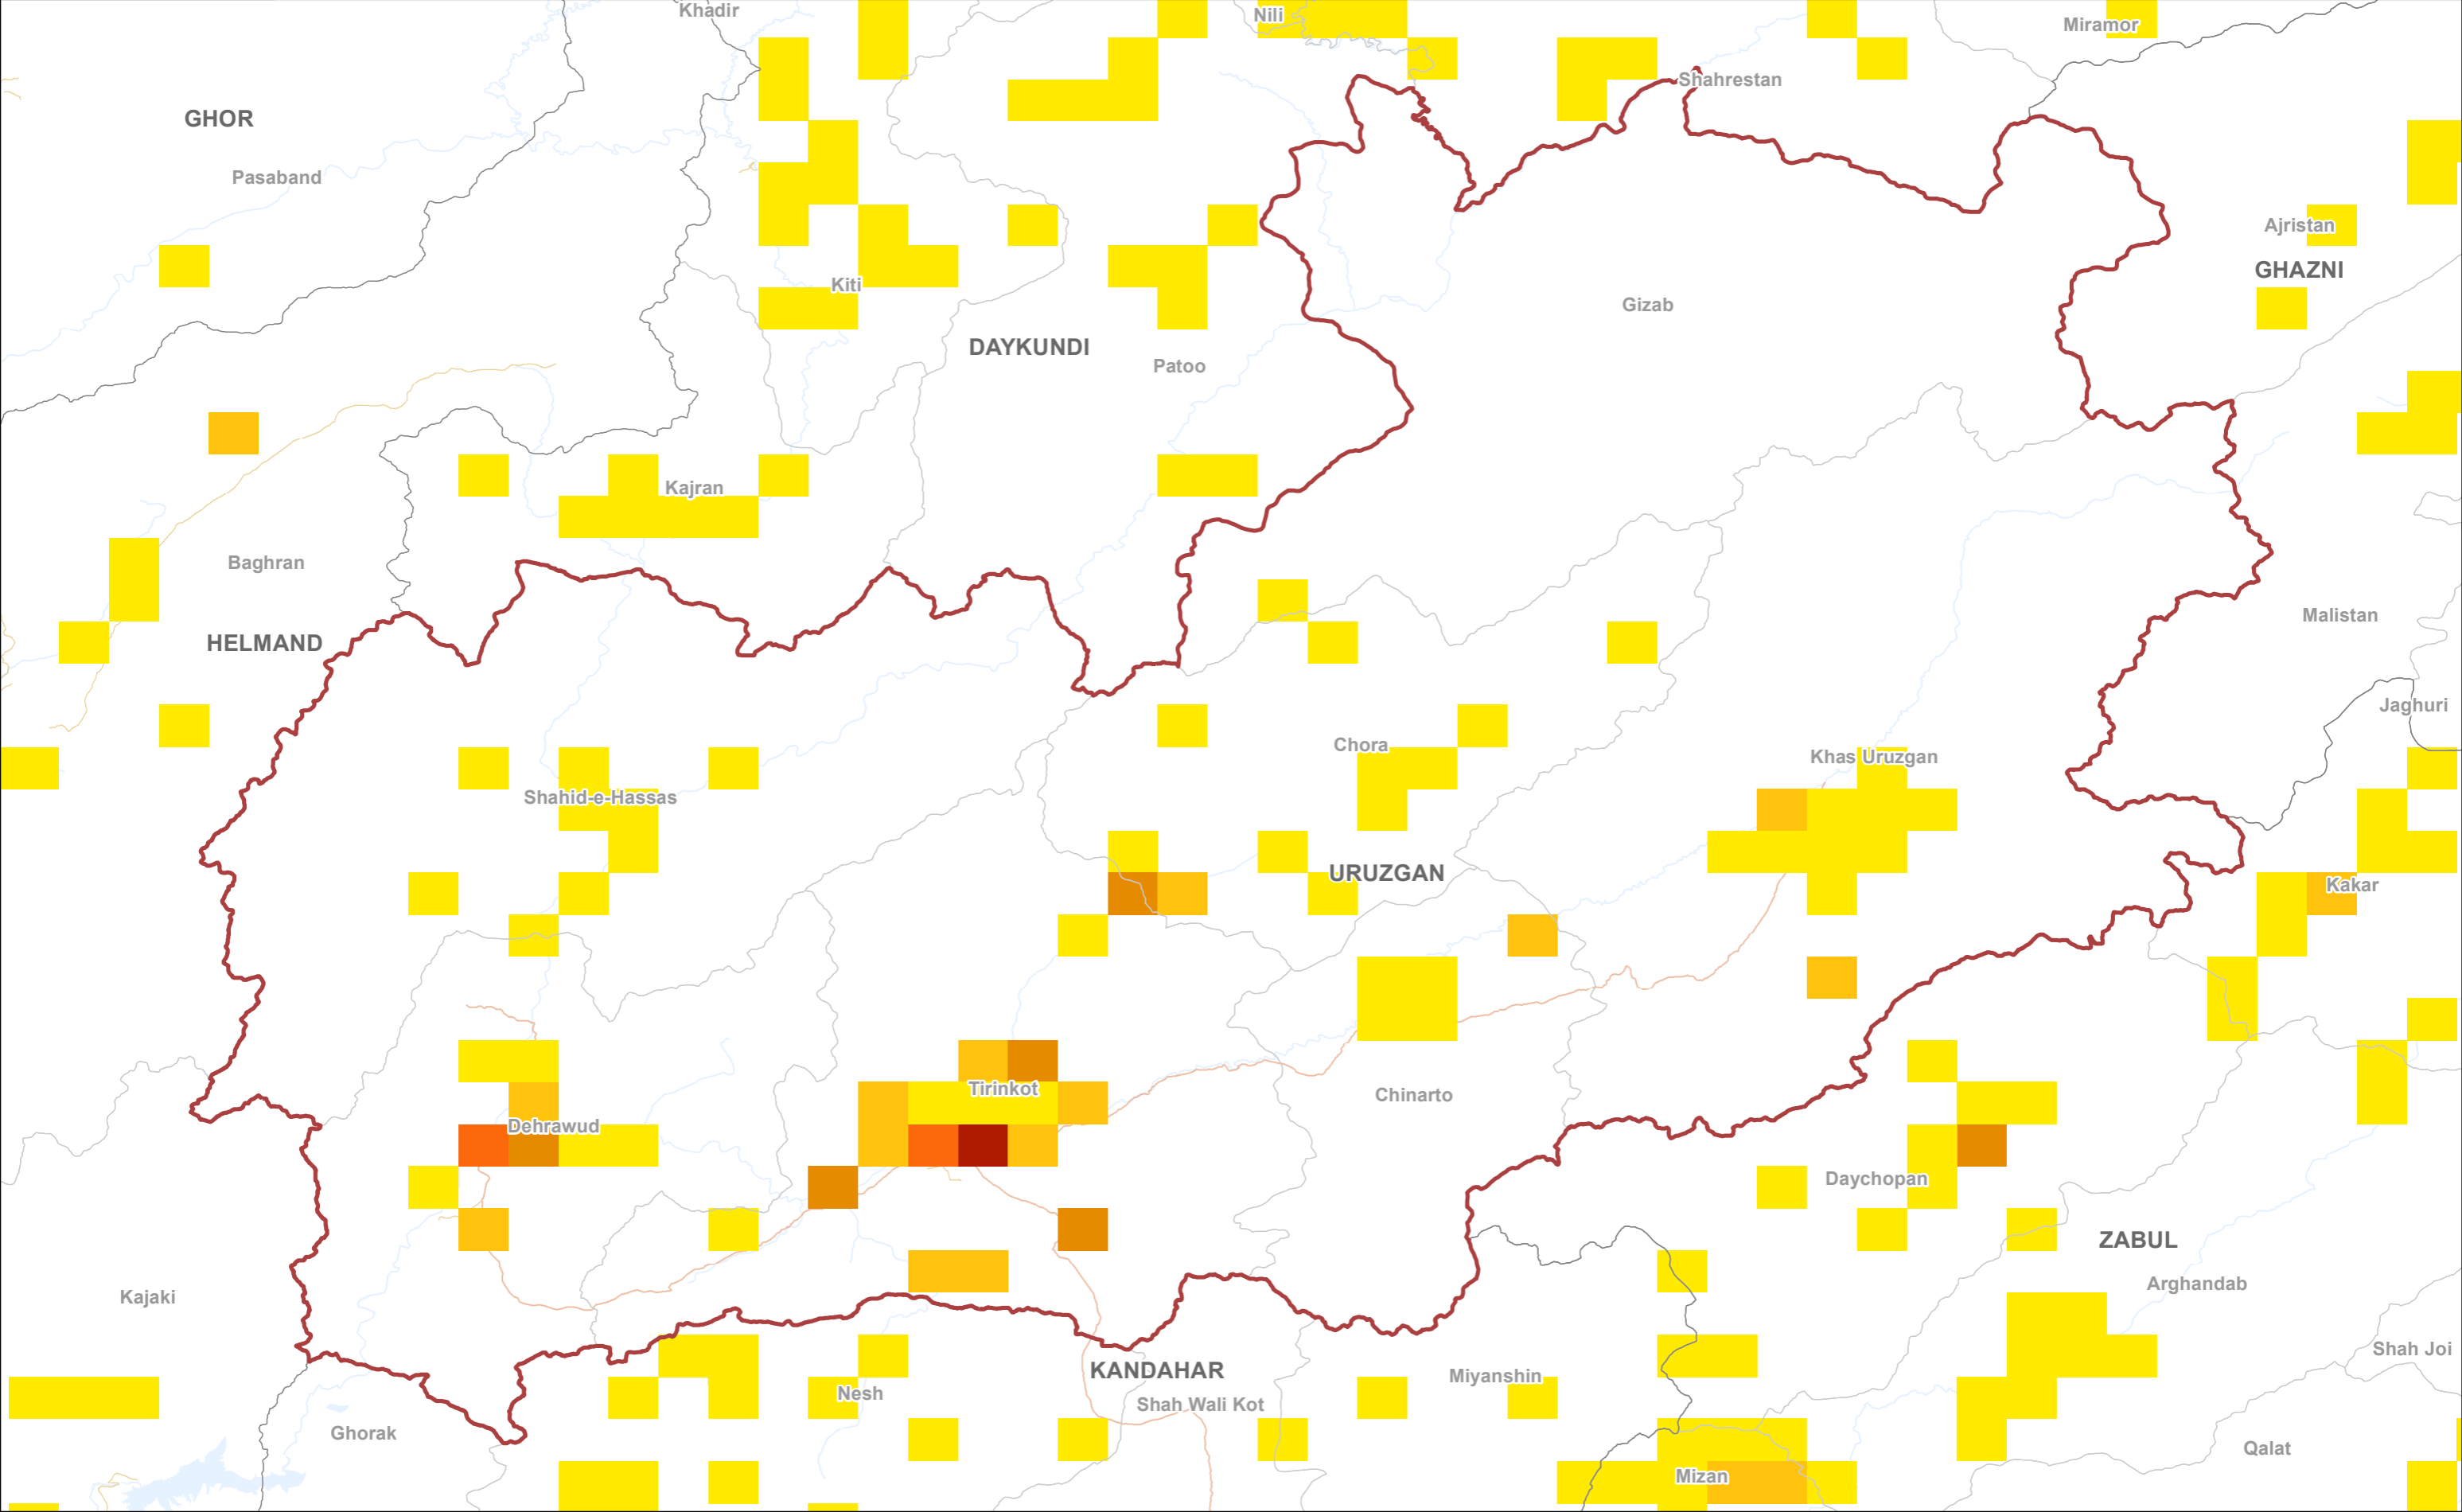 Khadir
Nili
Miramor
Shahrestan
GHOR
Pasaband
Ajristan
GHAZNI
Kiti
Gizab
DAYKUNDI
Patoo
Kajran
Baghran
Malistan
HELMAND
Jaghuri
Chora
Khas Uruzgan
Shahid-e-Hassas
URUZGAN
Kakar
Tirinkot
Chinarto
Dehrawud
Daychopan
ZABUL
Arghandab
Kajaki
Shah Joi
KANDAHAR
Miyanshin
Nesh
Shah Wali Kot
Ghorak
Qalat
Mizan